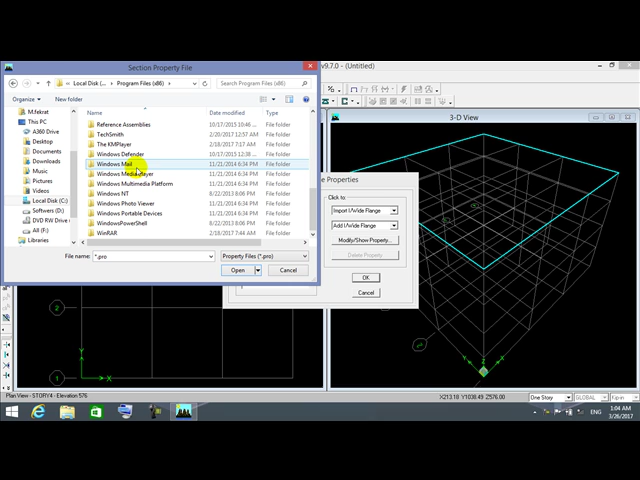 Section Property File
v9.7.0 - (Untitled)
Local Disk (... Program Files (x86)
Search Program Files (x86)
Organize
New folder
M.fekrat
This PC
A360 Drive
Desktop
Documents
Downloads
Music
Pictures
Videos
Local Disk (C:)
Softwers (D:)
DVD RW Drive (
All (F:)
Libraries
Name
Date modified
Type
Reference Assemblies 10/17/2015 10:46 ... File folder
TechSmith 2/20/2017 12:57 AM File folder
The KMPlayer 2/18/2017 7:17 AM File folder
Windows Defender 10/17/2015 12:38 ... File folder
Windows Mail 11/21/2014 6:34 PM File folder
Windows Media Player 11/21/2014 6:34 PM File folder
Windows Multimedia Platform 11/21/2014 6:34 PM File folder
Windows NT 8/22/2013 8:06 PM File folder
Windows Photo Viewer 11/21/2014 6:34 PM File folder
Windows Portable Devices 11/21/2014 6:34 PM File folder
WindowsPowerShell 8/22/2013 8:06 PM File folder
WinRAR 2/18/2017 7:44 AM File folder
File name: *.pro
Property Files (*.pro)
Open
Cancel
e Properties
Click to:
Import I/Wide Flange
Add I/Wide Flange
Modify/Show Property...
Delete Property
OK
Cancel
3-D View
Y
Z
X
2
1
Y
X
Plan View - STORY4 - Elevation 576
X213.18 Y1038.49 Z576.00
One Story
GLOBAL
Kip-in
ENG
1:04 AM
3/26/2017